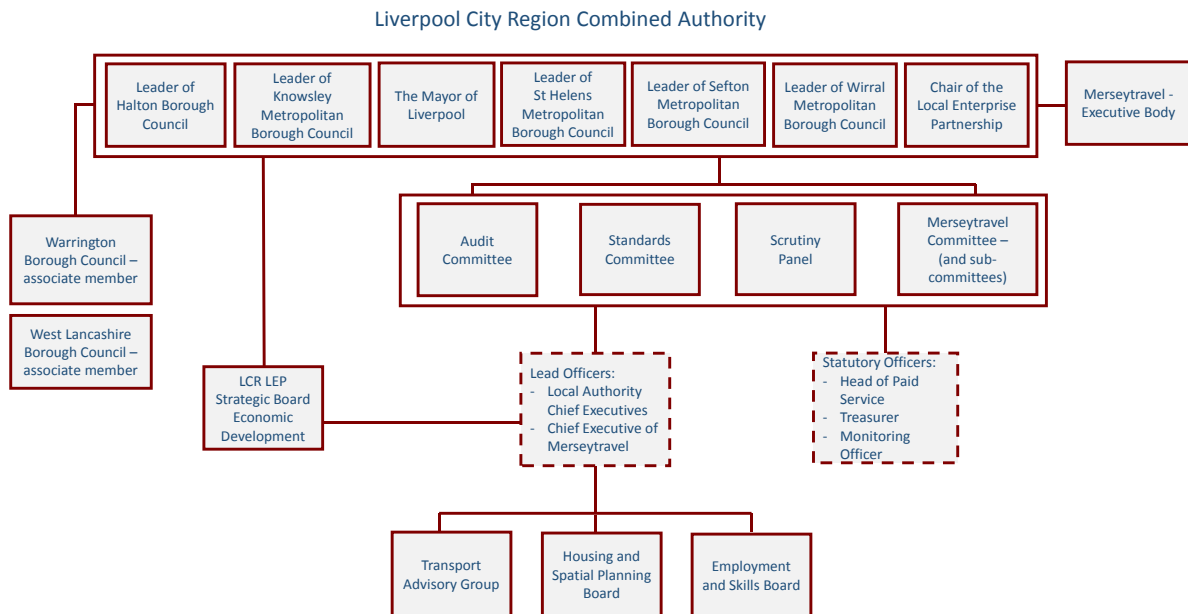 Liverpool City Region Combined Authority
Leader of
Halton Borough
Council
Leader of
Knowsley
Metropolitan
Borough Council
The Mayor of
Liverpool
Leader of
St Helens
Metropolitan
Borough Council
Leader of Sefton
Metropolitan
Borough Council
Leader of Wirral
Metropolitan
Borough Council
Chair of the
Local Enterprise
Partnership
Merseytravel -
Executive Body
Warrington
Borough Council –
associate member
West Lancashire
Borough Council –
associate member
Audit
Committee
Standards
Committee
Scrutiny
Panel
Merseytravel
Committee –
(and sub-
committees)
LCR LEP
Strategic Board
Economic
Development
Lead Officers:
- Local Authority
Chief Executives
- Chief Executive of
Merseytravel
Statutory Officers:
- Head of Paid
Service
- Treasurer
- Monitoring
Officer
Transport
Advisory Group
Housing and
Spatial Planning
Board
Employment
and Skills Board